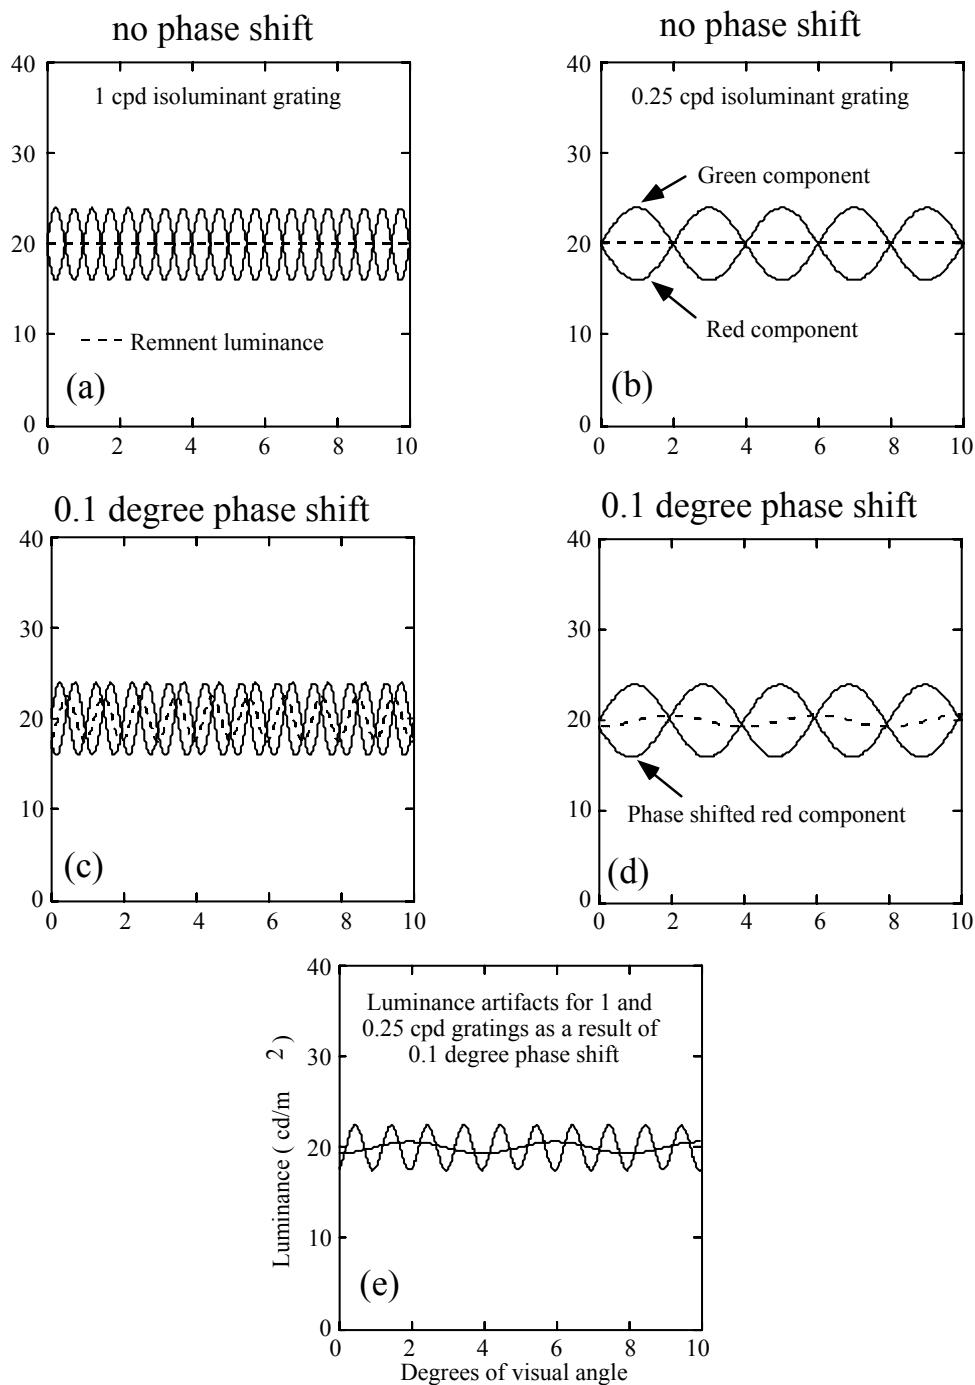 no phase shift
40
1 cpd isoluminant grating
30
20
10
Remnent luminance
(a)
0
0 2 4 6 8 10
no phase shift
40
0.25 cpd isoluminant grating
30
Green component
20
10
Red component
(b)
0
0 2 4 6 8 10
0.1 degree phase shift
40
30
20
10
(c)
0
0 2 4 6 8 10
0.1 degree phase shift
40
30
20
10
Phase shifted red component
(d)
0
0 2 4 6 8 10
40
Luminance artifacts for 1 and
0.25 cpd gratings as a result of
0.1 degree phase shift
30
20
10
Luminance ( cd/m 2 )
(e)
0
0 2 4 6 8 10
Degrees of visual angle